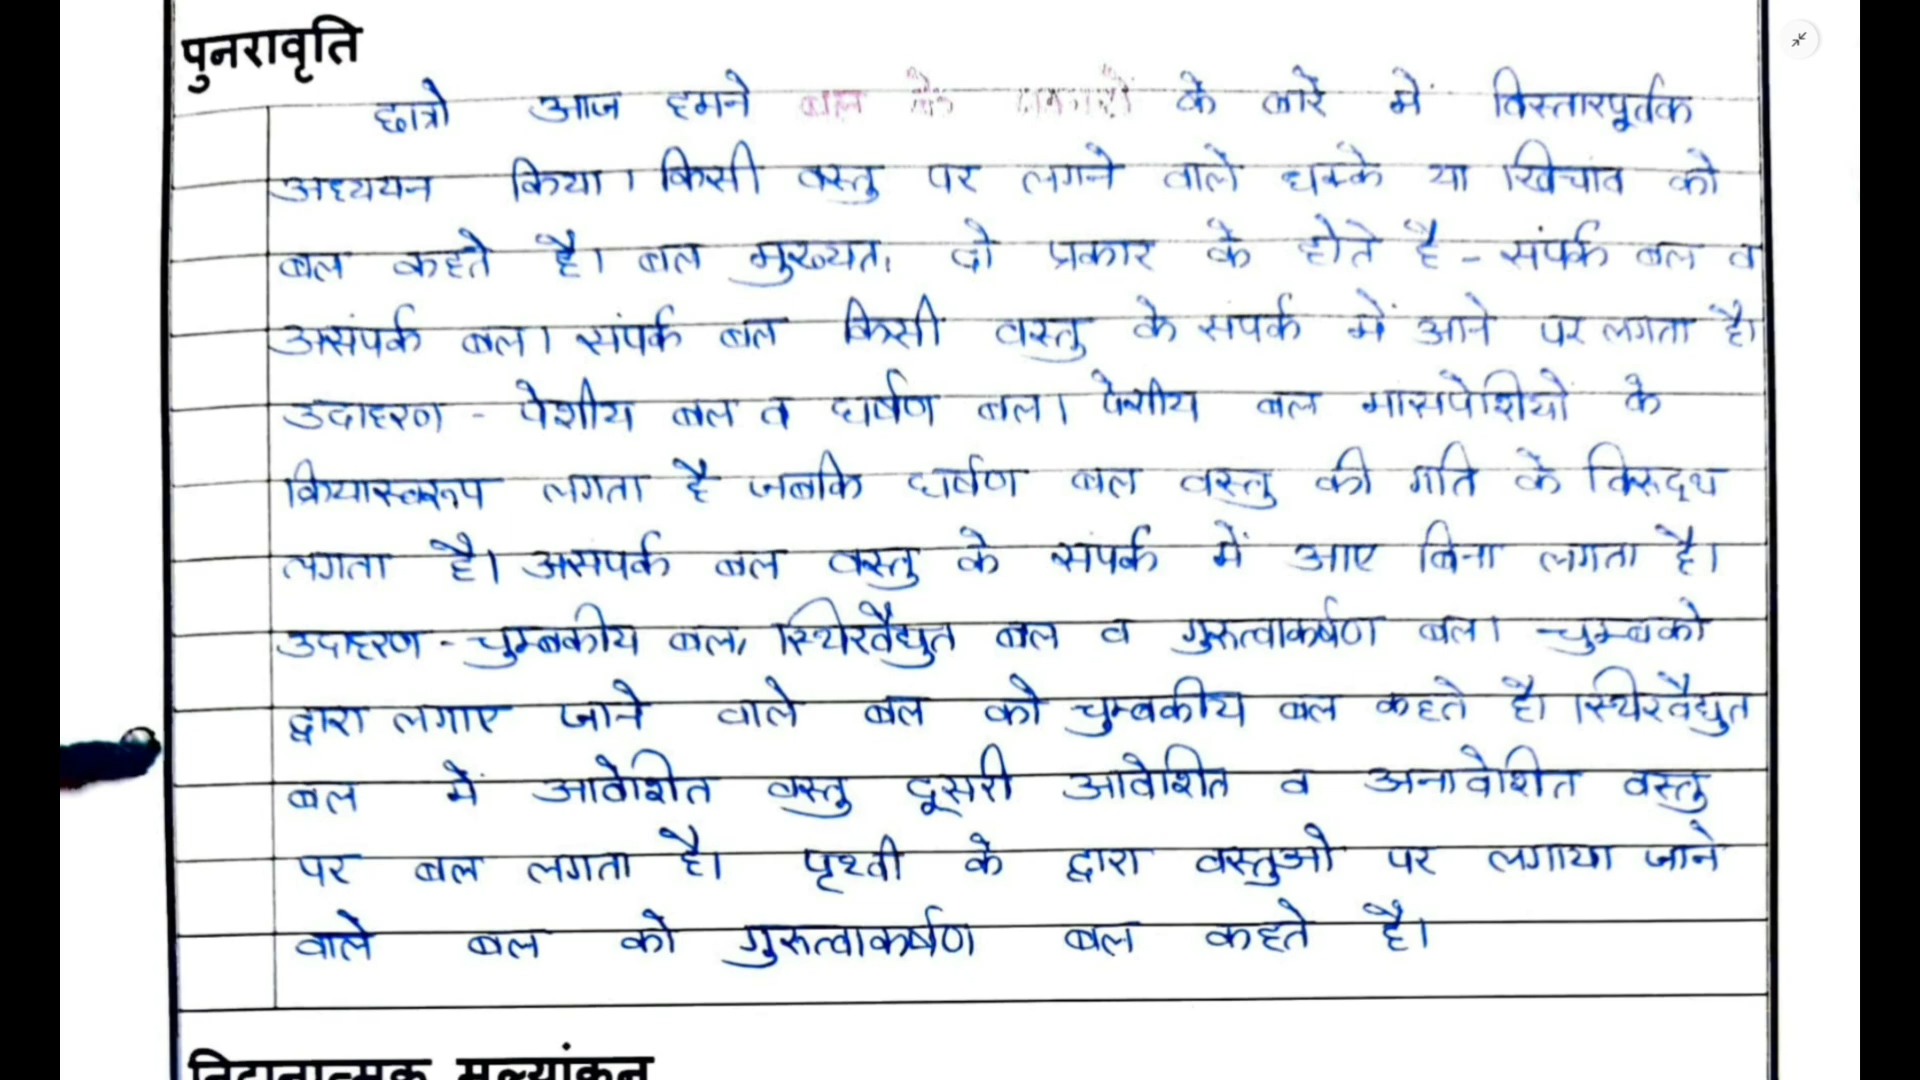 पुनरावृति
छात्रो आज हमने बल के प्रकारों के बारे में विस्तारपूर्वक
अध्ययन किया। किसी वस्तु पर लगने वाले धक्के या खिंचाव को
बल कहते है। बल मुख्यत, दो प्रकार के होते है - संपर्क बल व
असंपर्क बल। संपर्क बल किसी वस्तु के संपर्क में आने पर लगता है।
उदाहरण - पेशीय बल व घर्षण बल। पेशीय बल मांसपेशियों के
क्रियास्वरूप लगता है जबकि घर्षण बल वस्तु की गति के विरूद्ध
लगता है। असंपर्क बल वस्तु के संपर्क में आए बिना लगता है।
उदाहरण - चुम्बकीय बल, स्थिरवैद्युत बल व गुरुत्वाकर्षण बल। चुम्बको
द्वारा लगाए जाने वाले बल को चुम्बकीय बल कहते है। स्थिरवैद्युत
बल में आवेशित वस्तु दूसरी आवेशित व अनावेशित वस्तु
पर बल लगता है। पृथ्वी के द्वारा वस्तुओ पर लगाया जाने
वाले बल को गुरुत्वाकर्षण बल कहते है।
निदानात्मक मूल्यांकन